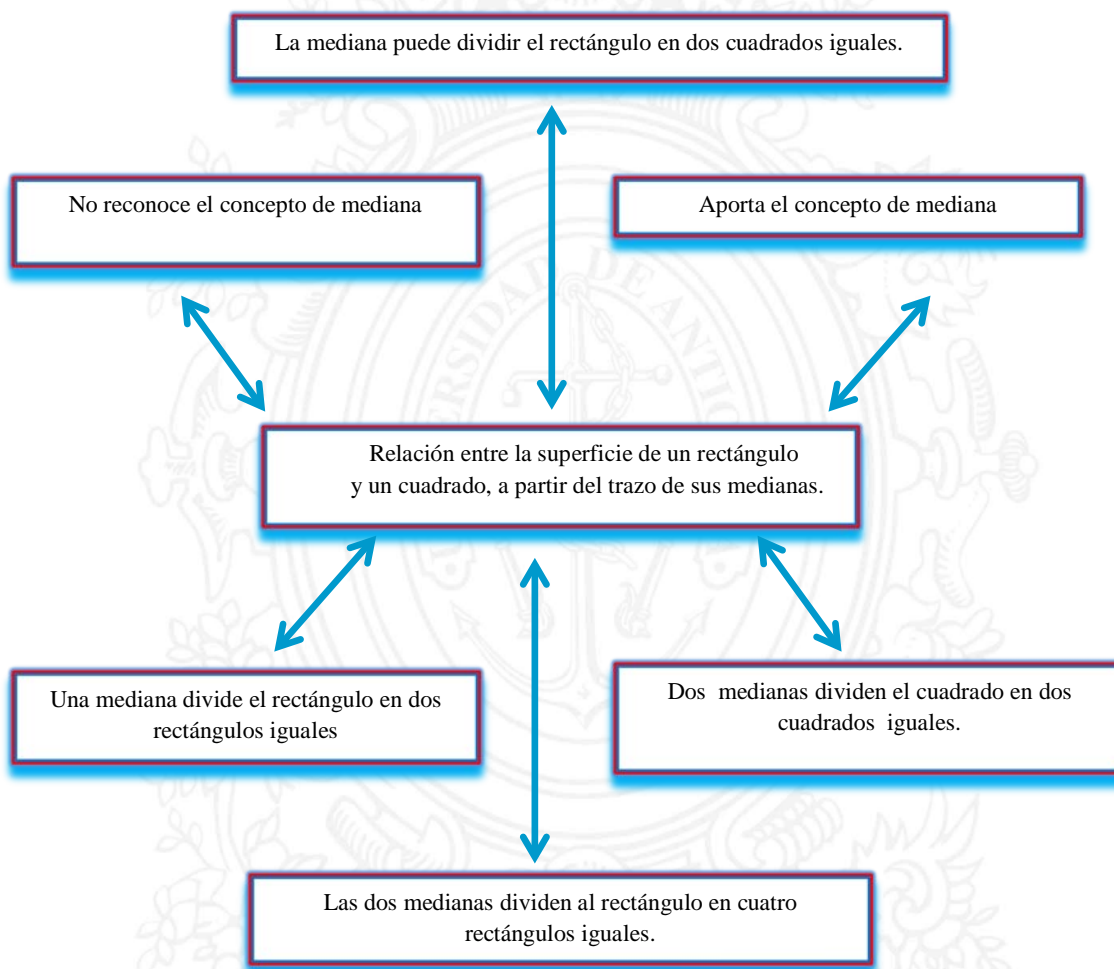 La mediana puede dividir el rectángulo en dos cuadrados iguales.
No reconoce el concepto de mediana
Aporta el concepto de mediana
Relación entre la superficie de un rectángulo
y un cuadrado, a partir del trazo de sus medianas.
Una mediana divide el rectángulo en dos
rectángulos iguales
Dos medianas dividen el cuadrado en dos
cuadrados iguales.
Las dos medianas dividen al rectángulo en cuatro
rectángulos iguales.